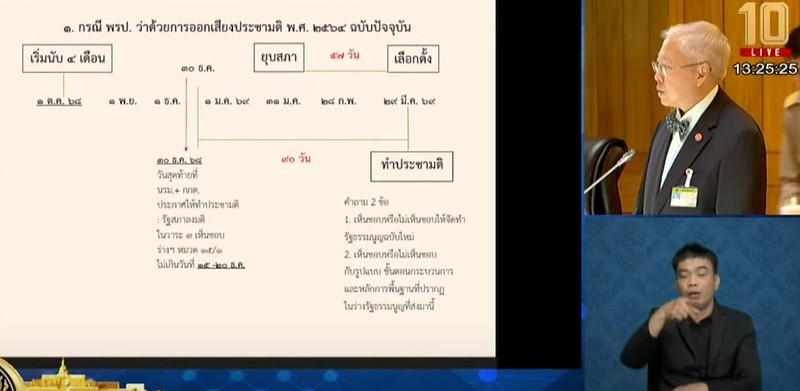 ๑. กรณี พรป. ว่าด้วยการออกเสียงประชามติ พ.ศ. ๒๕๖๔ ฉบับปัจจุบัน
เริ่มนับ ๔ เดือน
๓๐ ธ.ค.
ยุบสภา
๕๗ วัน
เลือกตั้ง
๑ ต.ค. ๖๘
๑ พ.ย.
๑ ธ.ค.
๑ ม.ค. ๖๙
๓๑ ม.ค.
๒๘ ก.พ.
๒๙ มี.ค. ๖๙
๙๐ วัน
ทำประชามติ
๓๐ ธ.ค. ๖๘
วันสุดท้ายที่
นรม.+ กกต.
ประกาศให้ทำประชามติ
: รัฐสภาลงมติ
ในวาระ ๓ เห็นชอบ
ร่างฯ หมวด ๑๕/๑
ไม่เกินวันที่ ๑๕ -๒๐ ธ.ค.
คำถาม 2 ข้อ
1. เห็นชอบหรือไม่เห็นชอบให้จัดทำ
รัฐธรรมนูญฉบับใหม่
2. เห็นชอบหรือไม่เห็นชอบ
กับรูปแบบ ขั้นตอนกระบวนการ
และหลักการพื้นฐานที่ปรากฏ
ในร่างรัฐธรรมนูญที่ส่งมานี้
10
LIVE
13:25:25